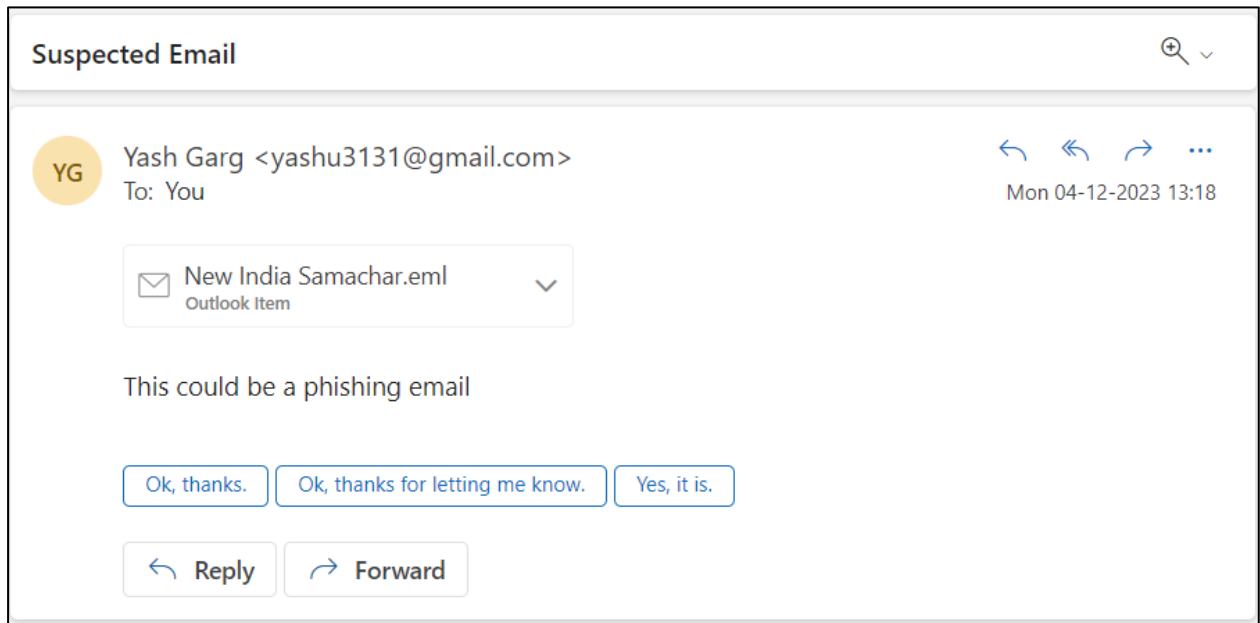 Suspected Email
YG
Yash Garg <yashu3131@gmail.com>
To: You
Mon 04-12-2023 13:18
New India Samachar.eml
Outlook Item
This could be a phishing email
Ok, thanks.
Ok, thanks for letting me know.
Yes, it is.
Reply
Forward